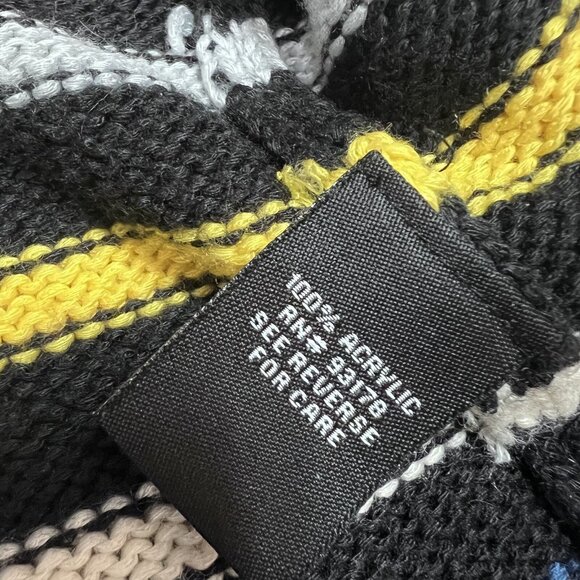 100% ACRYLIC
RN# 93178
SEE REVERSE
FOR CARE